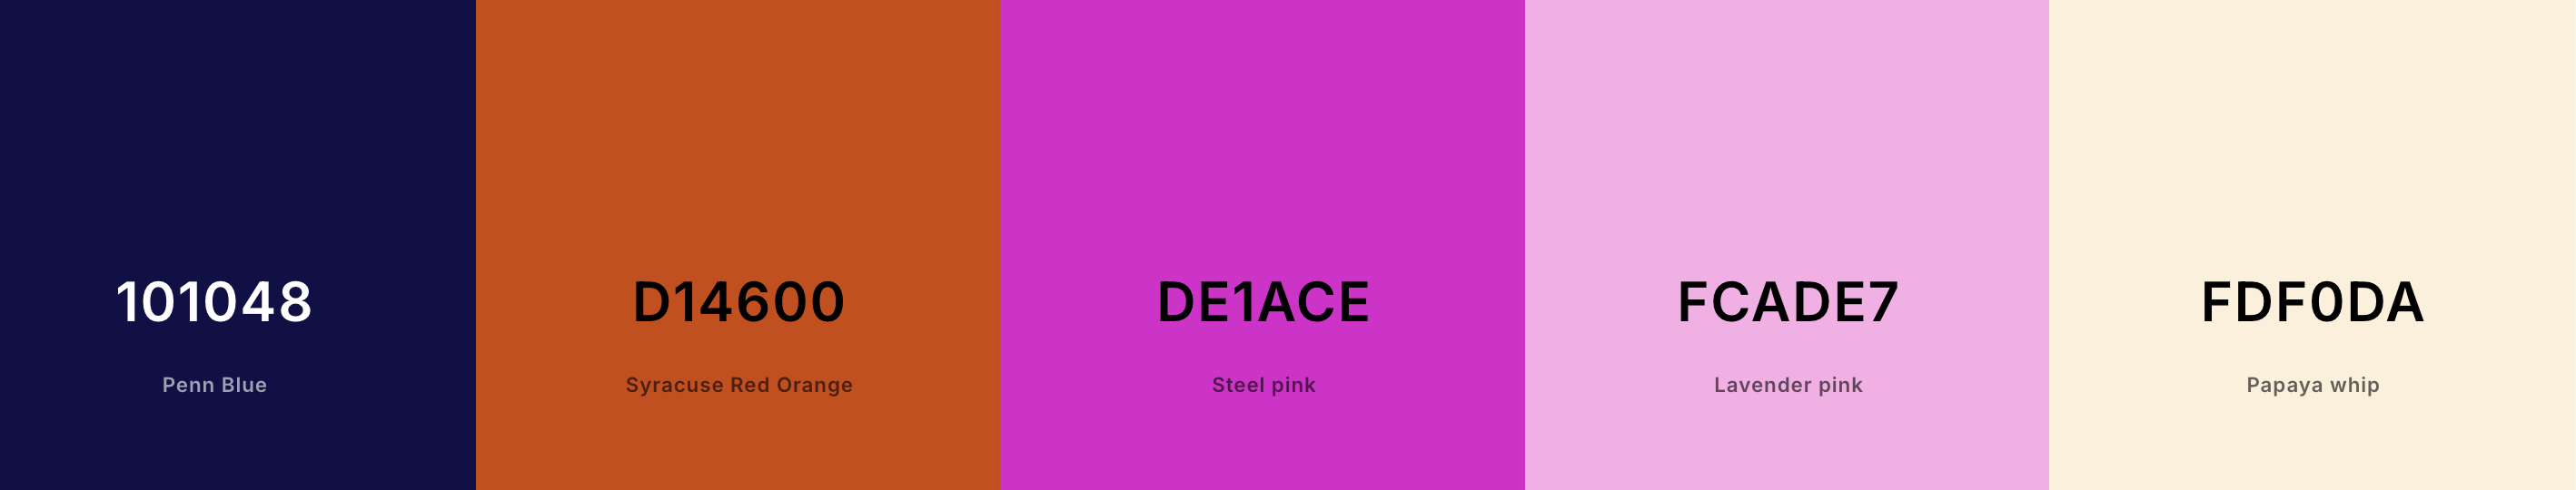 101048
Penn Blue
D14600
Syracuse Red Orange
DE1ACE
Steel pink
FCADE7
Lavender pink
FDF0DA
Papaya whip